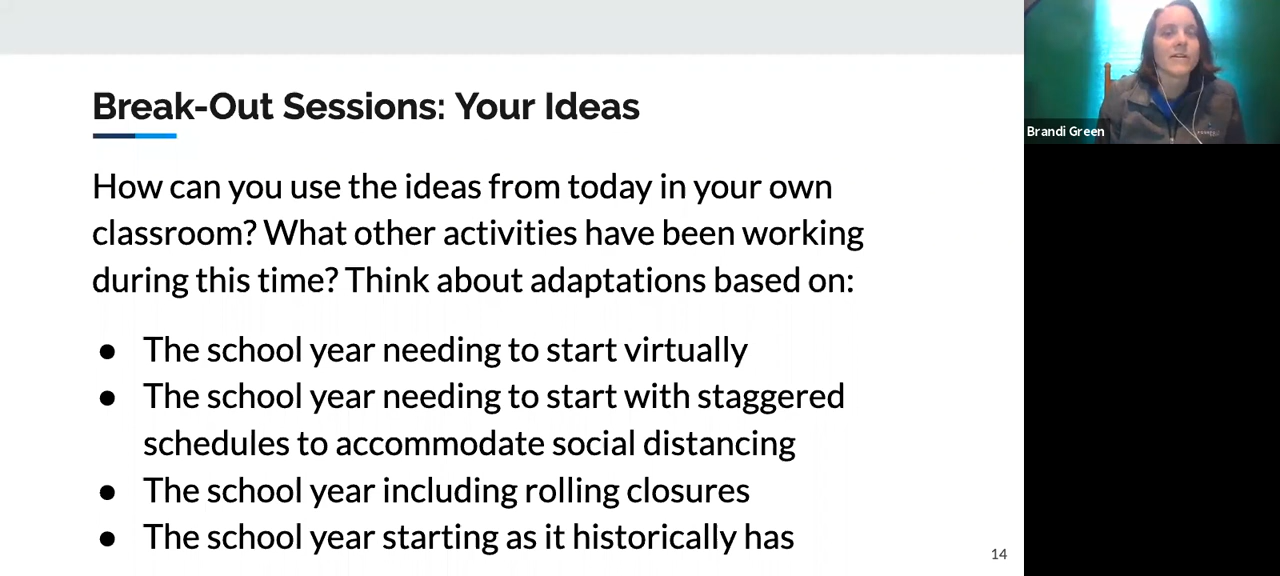 Break-Out Sessions: Your Ideas
How can you use the ideas from today in your own
classroom? What other activities have been working
during this time? Think about adaptations based on:
● The school year needing to start virtually
● The school year needing to start with staggered
schedules to accommodate social distancing
● The school year including rolling closures
● The school year starting as it historically has
14
Brandi Green